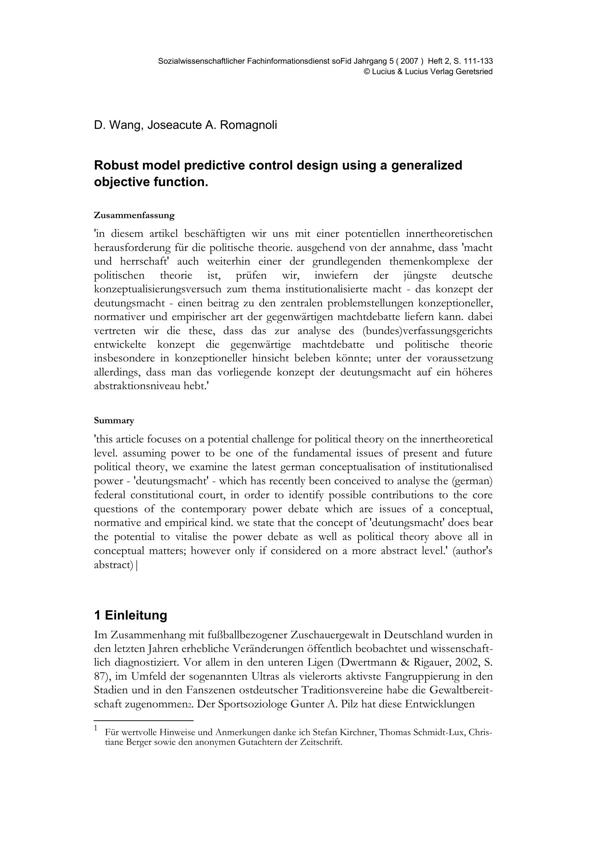 Sozialwissenschaftlicher Fachinformationsdienst soFid Jahrgang 5 ( 2007 ) Heft 2, S. 111-133
© Lucius & Lucius Verlag Geretsried
D. Wang, Joseacute A. Romagnoli
Robust model predictive control design using a generalized
objective function.
Zusammenfassung
'in diesem artikel beschäftigten wir uns mit einer potentiellen innertheoretischen
herausforderung für die politische theorie. ausgehend von der annahme, dass 'macht
und herrschaft' auch weiterhin einer der grundlegenden themenkomplexe der
politischen theorie ist, prüfen wir, inwiefern der jüngste deutsche
konzeptualisierungsversuch zum thema institutionalisierte macht - das konzept der
deutungsmacht - einen beitrag zu den zentralen problemstellungen konzeptioneller,
normativer und empirischer art der gegenwärtigen machtdebatte liefern kann. dabei
vertreten wir die these, dass das zur analyse des (bundes)verfassungsgerichts
entwickelte konzept die gegenwärtige machtdebatte und politische theorie
insbesondere in konzeptioneller hinsicht beleben könnte; unter der voraussetzung
allerdings, dass man das vorliegende konzept der deutungsmacht auf ein höheres
abstraktionsniveau hebt.'
Summary
'this article focuses on a potential challenge for political theory on the innertheoretical
level. assuming power to be one of the fundamental issues of present and future
political theory, we examine the latest german conceptualisation of institutionalised
power - 'deutungsmacht' - which has recently been conceived to analyse the (german)
federal constitutional court, in order to identify possible contributions to the core
questions of the contemporary power debate which are issues of a conceptual,
normative and empirical kind. we state that the concept of 'deutungsmacht' does bear
the potential to vitalise the power debate as well as political theory above all in
conceptual matters; however only if considered on a more abstract level.' (author's
abstract)|
1 Einleitung
Im Zusammenhang mit fußballbezogener Zuschauergewalt in Deutschland wurden in
den letzten Jahren erhebliche Veränderungen öffentlich beobachtet und wissenschaft-
lich diagnostiziert. Vor allem in den unteren Ligen (Dwertmann & Rigauer, 2002, S.
87), im Umfeld der sogenannten Ultras als vielerorts aktivste Fangruppierung in den
Stadien und in den Fanszenen ostdeutscher Traditionsvereine habe die Gewaltbereit-
schaft zugenommen2. Der Sportsoziologe Gunter A. Pilz hat diese Entwicklungen
1 Für wertvolle Hinweise und Anmerkungen danke ich Stefan Kirchner, Thomas Schmidt-Lux, Chris-
tiane Berger sowie den anonymen Gutachtern der Zeitschrift.